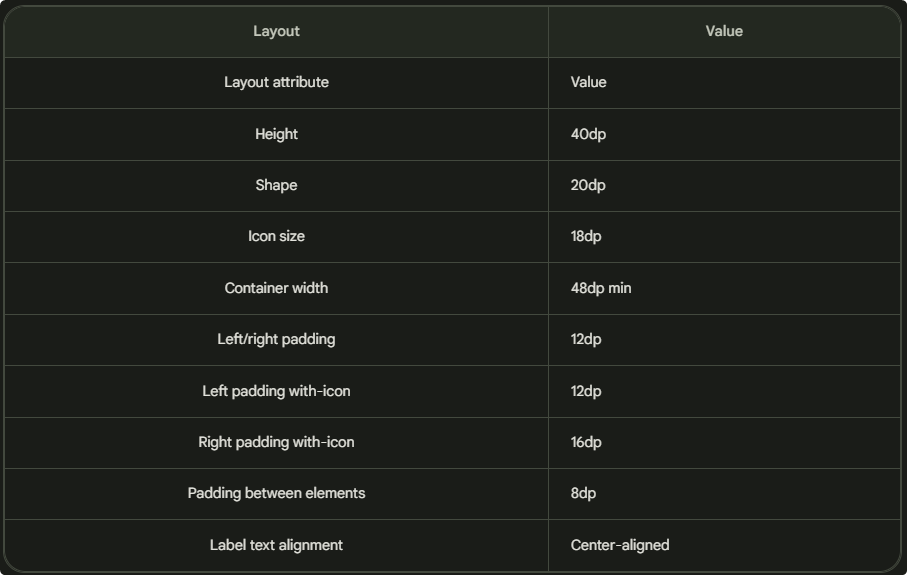 Layout Value
Layout attribute Value
Height 40dp
Shape 20dp
Icon size 18dp
Container width 48dp min
Left/right padding 12dp
Left padding with-icon 12dp
Right padding with-icon 16dp
Padding between elements 8dp
Label text alignment Center-aligned